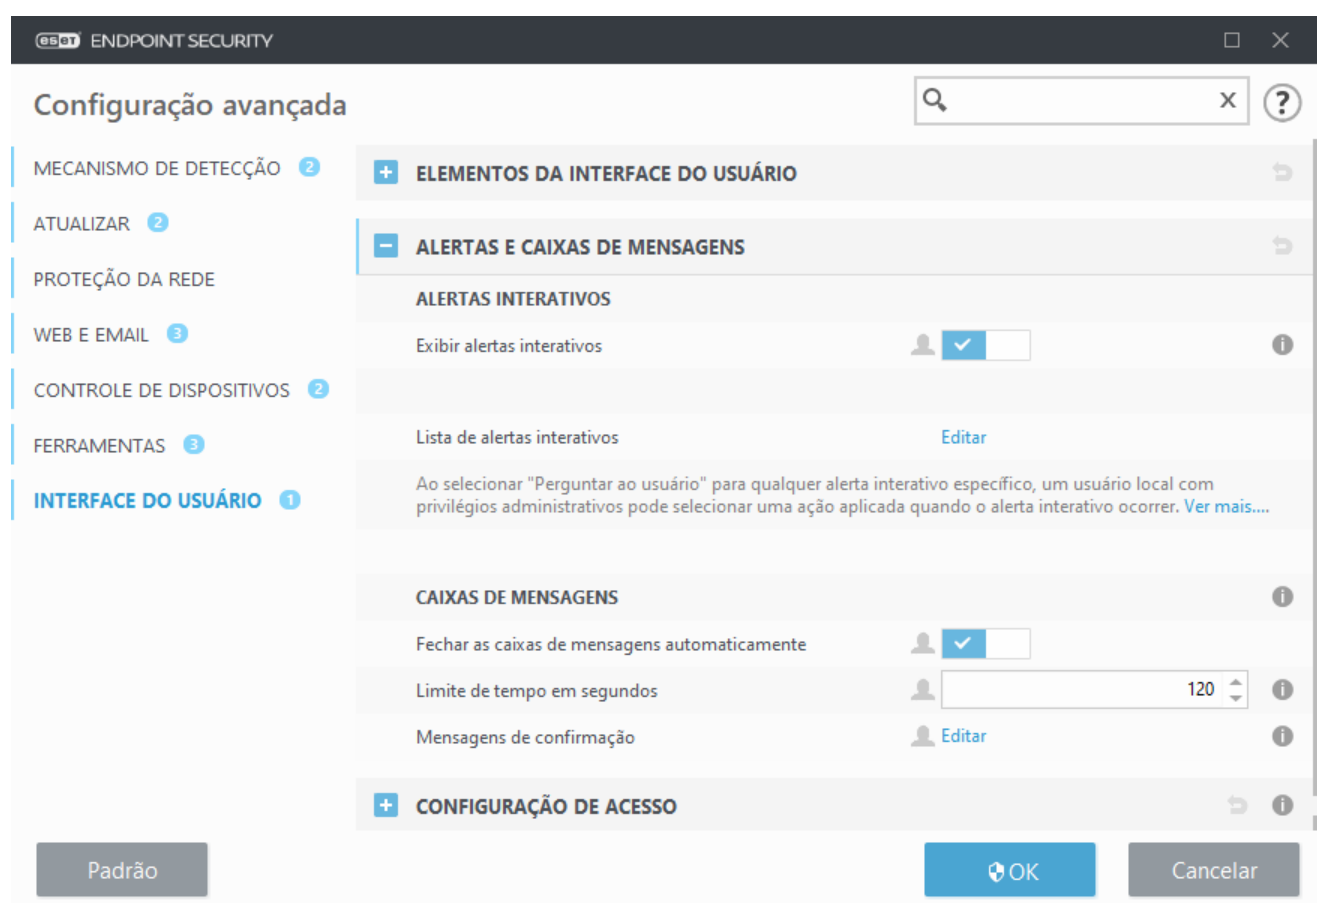 eset ENDPOINT SECURITY
Configuração avançada
MECANISMO DE DETECÇÃO 2
ATUALIZAR 2
PROTEÇÃO DA REDE
WEB E EMAIL 3
CONTROLE DE DISPOSITIVOS 2
FERRAMENTAS 3
INTERFACE DO USUÁRIO 1
ELEMENTOS DA INTERFACE DO USUÁRIO
ALERTAS E CAIXAS DE MENSAGENS
ALERTAS INTERATIVOS
Exibir alertas interativos
Lista de alertas interativos Editar
Ao selecionar "Perguntar ao usuário" para qualquer alerta interativo específico, um usuário local com
privilégios administrativos pode selecionar uma ação aplicada quando o alerta interativo ocorrer. Ver mais....
CAIXAS DE MENSAGENS
Fechar as caixas de mensagens automaticamente
Limite de tempo em segundos 120
Mensagens de confirmação Editar
CONFIGURAÇÃO DE ACESSO
Padrão
OK
Cancelar